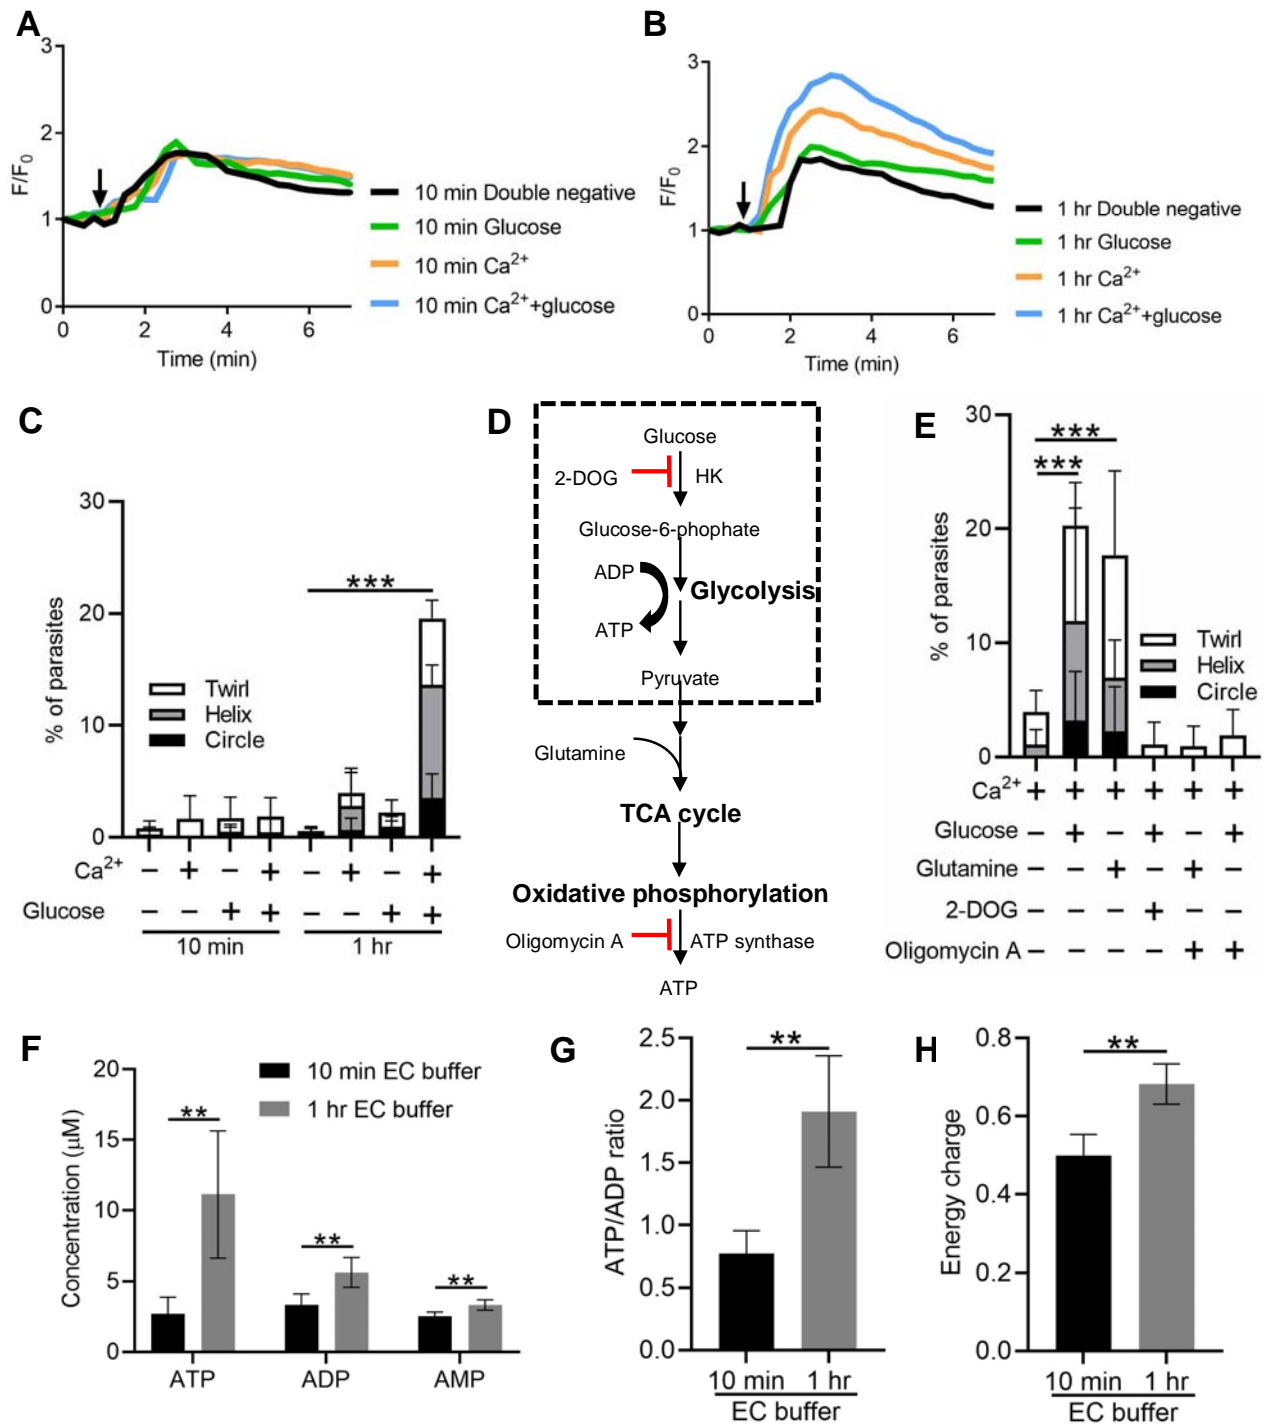 A
3
2
1
0
F/F0
0 2 4 6
Time (min)
10 min Double negative
10 min Glucose
10 min Ca2+
10 min Ca2++glucose
B
3
2
1
0
F/F0
0 2 4 6
Time (min)
1 hr Double negative
1 hr Glucose
1 hr Ca2+
1 hr Ca2++glucose
C
30
20
10
0
% of parasites
***
Twirl
Helix
Circle
Ca2+ − + − + − + − +
Glucose − − + + − − + +
10 min 1 hr
D
Glucose
2-DOG HK
Glucose-6-phophate
ADP
Glycolysis
ATP
Pyruvate
Glutamine
TCA cycle
Oxidative phosphorylation
Oligomycin A ATP synthase
ATP
E
30
20
10
0
% of parasites
***
***
Twirl
Helix
Circle
Ca2+ + + + + + +
Glucose − + − + − +
Glutamine − − + − + −
2-DOG − − − + − −
Oligomycin A − − − − + +
F
20
15
10
5
0
Concentration (µM)
10 min EC buffer
1 hr EC buffer
** ** **
ATP ADP AMP
G
2.5
2.0
1.5
1.0
0.5
0.0
ATP/ADP ratio
**
10 min 1 hr
EC buffer
H
0.8
0.6
0.4
0.2
0.0
Energy charge
**
10 min 1 hr
EC buffer